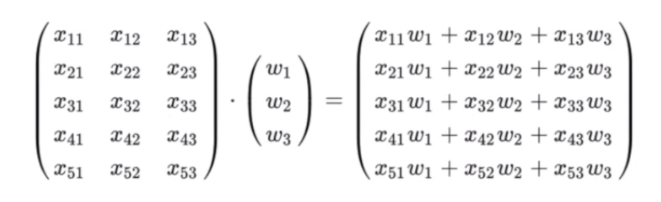 x₁₁ x₁₂ x₁₃ x₁₁w₁ + x₁₂w₂ + x₁₃w₃
x₂₁ x₂₂ x₂₃ w₁ x₂₁w₁ + x₂₂w₂ + x₂₃w₃
x₃₁ x₃₂ x₃₃ · w₂ = x₃₁w₁ + x₃₂w₂ + x₃₃w₃
x₄₁ x₄₂ x₄₃ w₃ x₄₁w₁ + x₄₂w₂ + x₄₃w₃
x₅₁ x₅₂ x₅₃ x₅₁w₁ + x₅₂w₂ + x₅₃w₃